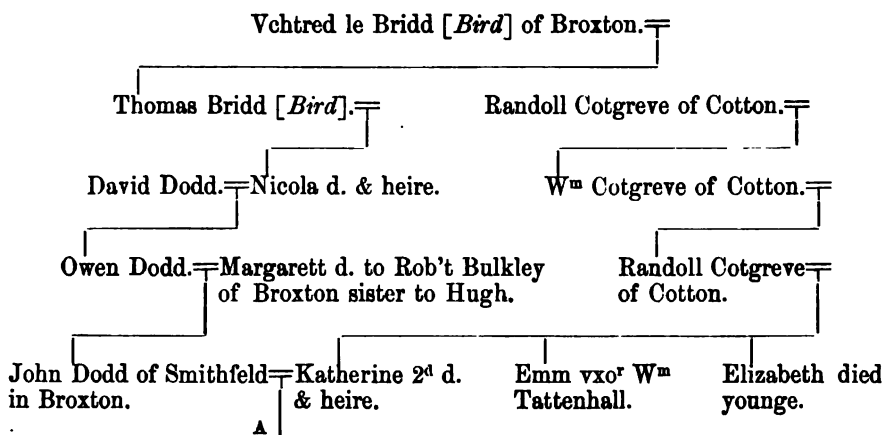 Vchtred le Bridd [Bird] of Broxton.
Thomas Bridd [Bird].
Randoll Cotgreve of Cotton.
David Dodd. Nicola d. & heire.
Wm Cotgreve of Cotton.
Owen Dodd. Margarett d. to Rob't Bulkley
of Broxton sister to Hugh.
Randoll Cotgreve
of Cotton.
John Dodd of Smithfeld
in Broxton.
Katherine 2d d.
& heire.
Emm vxor Wm
Tattenhall.
Elizabeth died
younge.
A